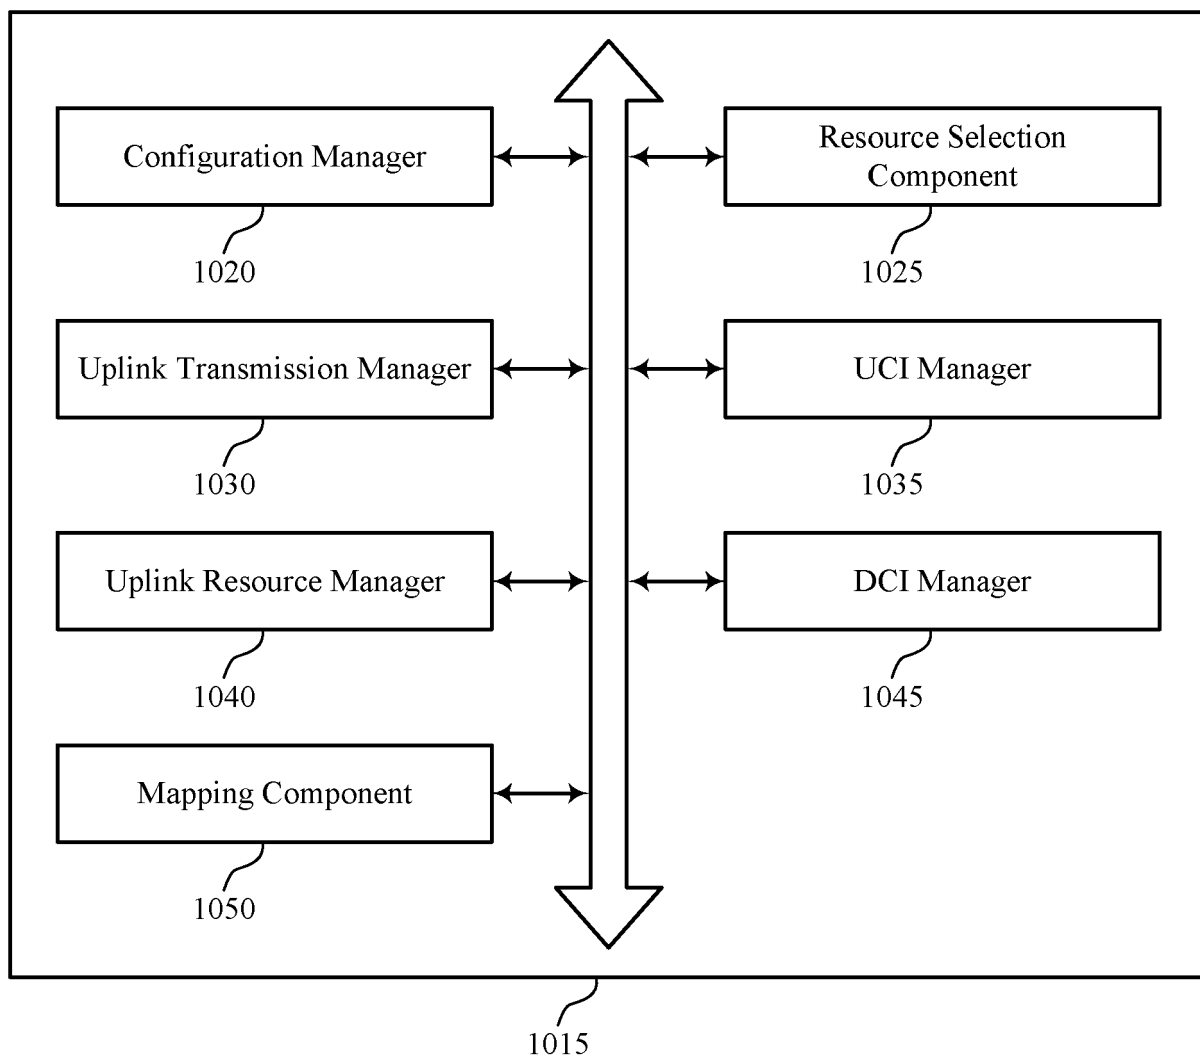 Configuration Manager
1020
Resource Selection
Component
1025
Uplink Transmission Manager
1030
UCI Manager
1035
Uplink Resource Manager
1040
DCI Manager
1045
Mapping Component
1050
1015